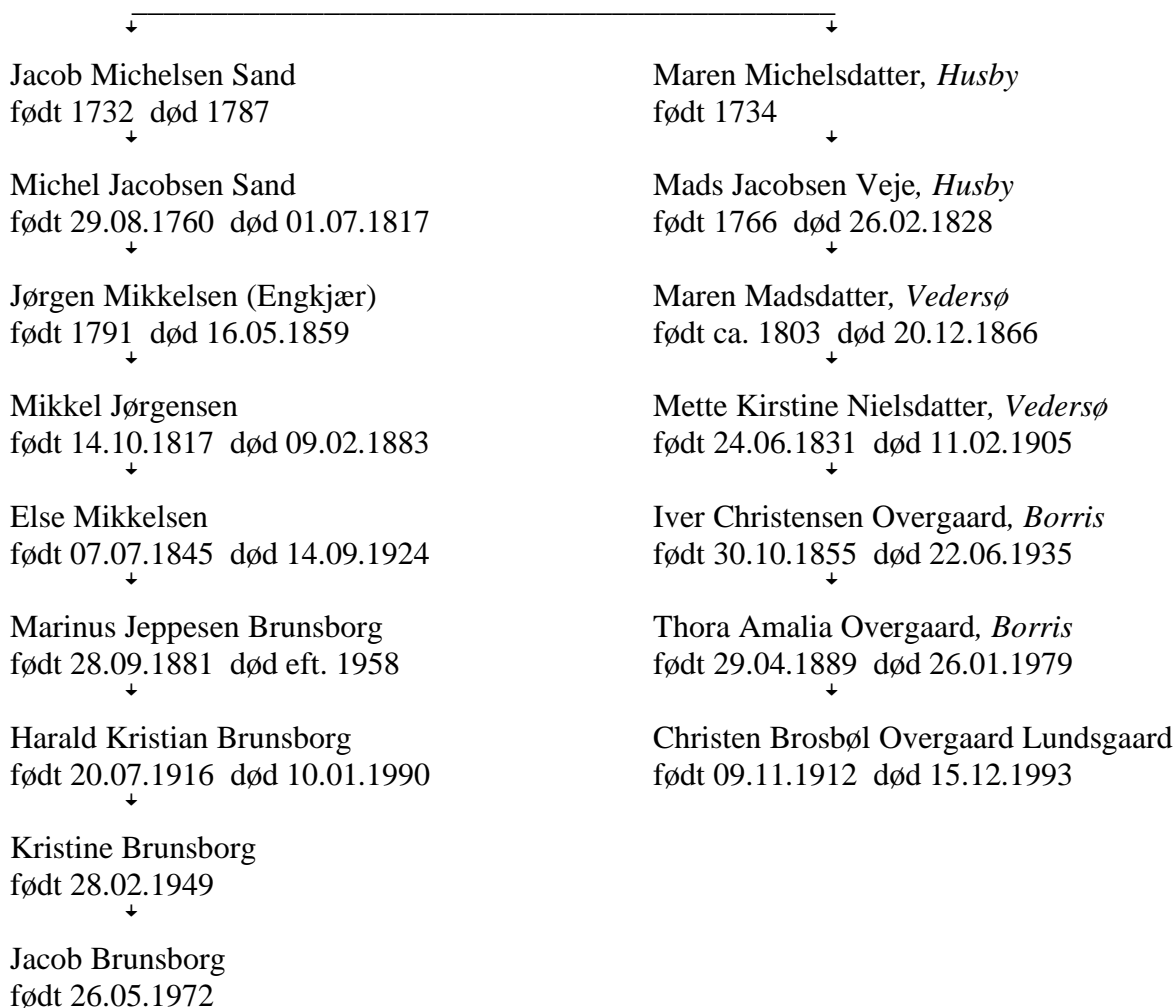 Jacob Michelsen Sand
født 1732 død 1787
Michel Jacobsen Sand
født 29.08.1760 død 01.07.1817
Jørgen Mikkelsen (Engkjær)
født 1791 død 16.05.1859
Mikkel Jørgensen
født 14.10.1817 død 09.02.1883
Else Mikkelsen
født 07.07.1845 død 14.09.1924
Marinus Jeppesen Brunsborg
født 28.09.1881 død eft. 1958
Harald Kristian Brunsborg
født 20.07.1916 død 10.01.1990
Kristine Brunsborg
født 28.02.1949
Jacob Brunsborg
født 26.05.1972
Maren Michelsdatter, Husby
født 1734
Mads Jacobsen Veje, Husby
født 1766 død 26.02.1828
Maren Madsdatter, Vedersø
født ca. 1803 død 20.12.1866
Mette Kirstine Nielsdatter, Vedersø
født 24.06.1831 død 11.02.1905
Iver Christensen Overgaard, Borris
født 30.10.1855 død 22.06.1935
Thora Amalia Overgaard, Borris
født 29.04.1889 død 26.01.1979
Christen Brosbøl Overgaard Lundsgaard
født 09.11.1912 død 15.12.1993